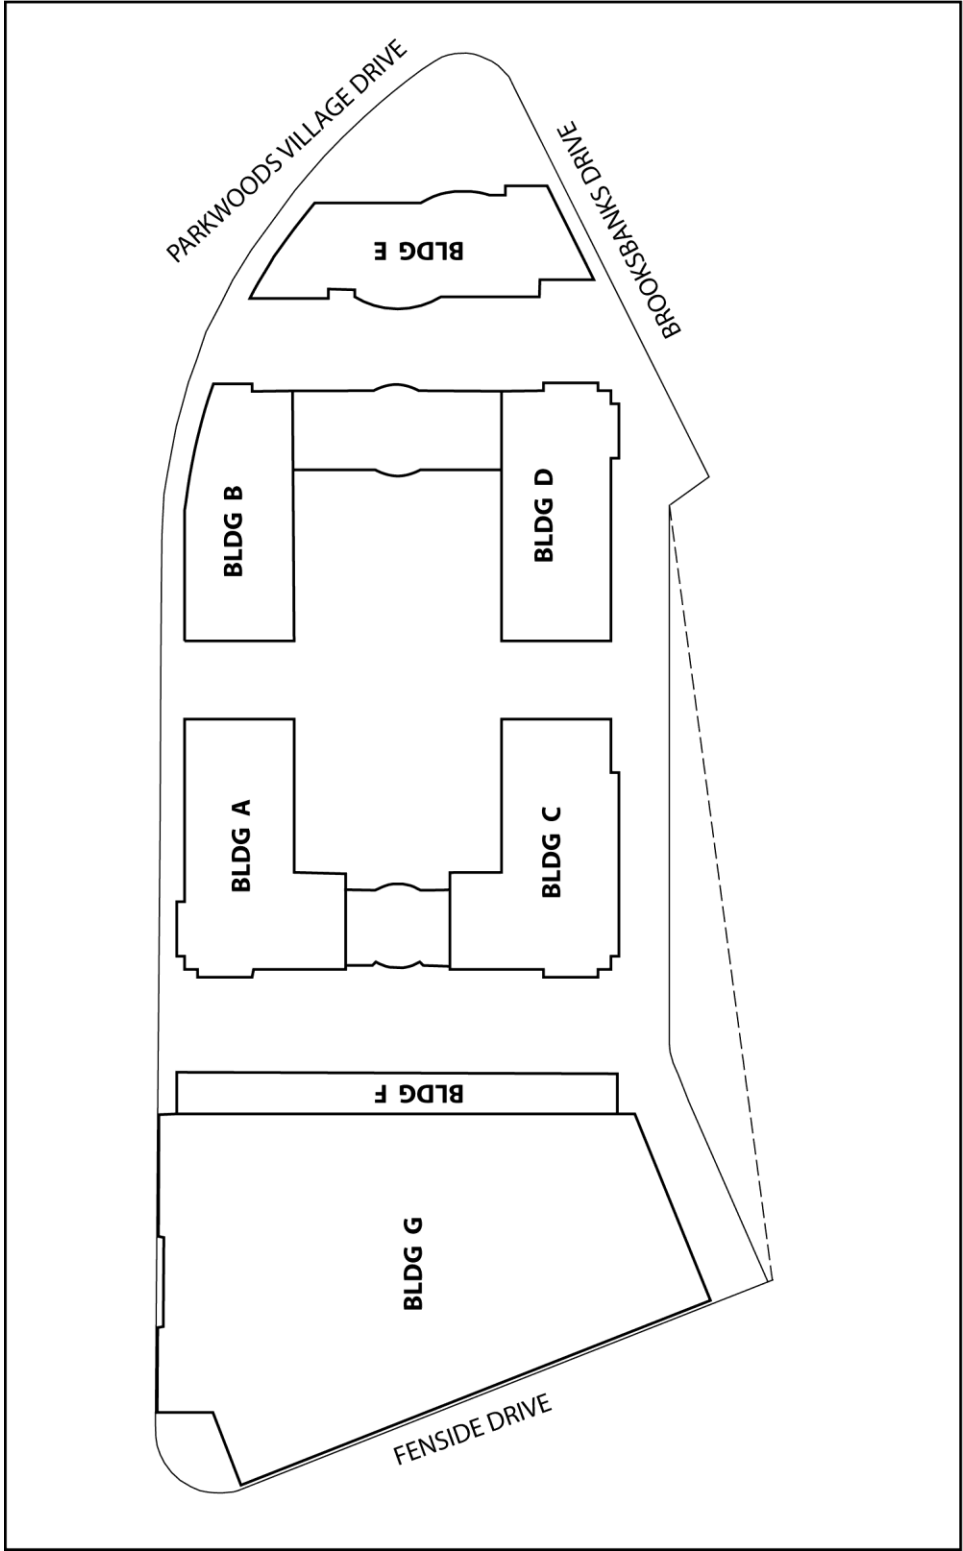 PARKWOODS VILLAGE DRIVE
BROOKSBANKS DRIVE
BLDG E
BLDG B
BLDG D
BLDG A
BLDG C
BLDG F
BLDG G
FENSIDE DRIVE